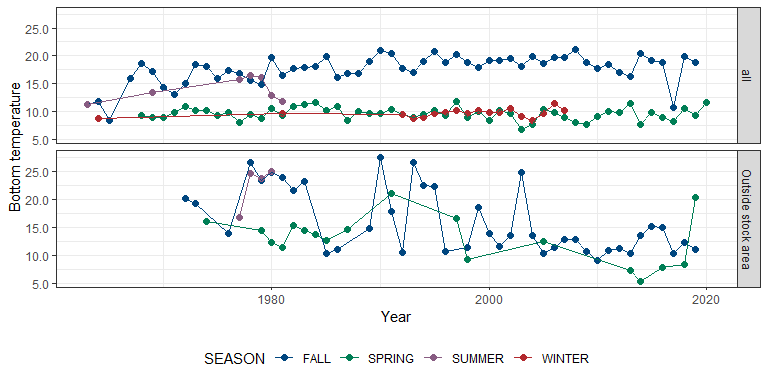 25.0
20.0
15.0
10.0
5.0
all
25.0
20.0
15.0
10.0
5.0
Outside stock area
Bottom temperature
1980
2000
2020
Year
SEASON FALL SPRING SUMMER WINTER